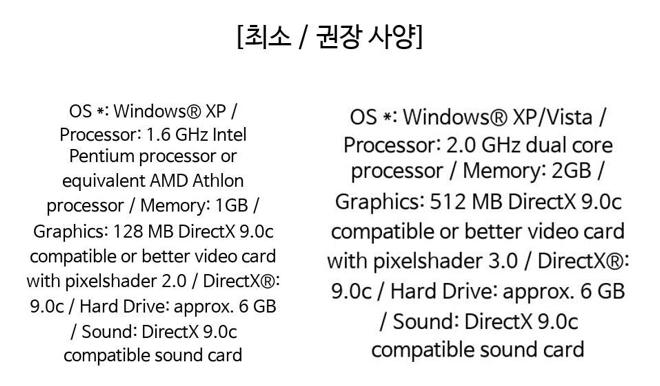 [최소 / 권장 사양]
OS *: Windows® XP /
Processor: 1.6 GHz Intel
Pentium processor or
equivalent AMD Athlon
processor / Memory: 1GB /
Graphics: 128 MB DirectX 9.0c
compatible or better video card
with pixelshader 2.0 / DirectX®:
9.0c / Hard Drive: approx. 6 GB
/ Sound: DirectX 9.0c
compatible sound card
OS *: Windows® XP/Vista /
Processor: 2.0 GHz dual core
processor / Memory: 2GB /
Graphics: 512 MB DirectX 9.0c
compatible or better video card
with pixelshader 3.0 / DirectX®:
9.0c / Hard Drive: approx. 6 GB
/ Sound: DirectX 9.0c
compatible sound card